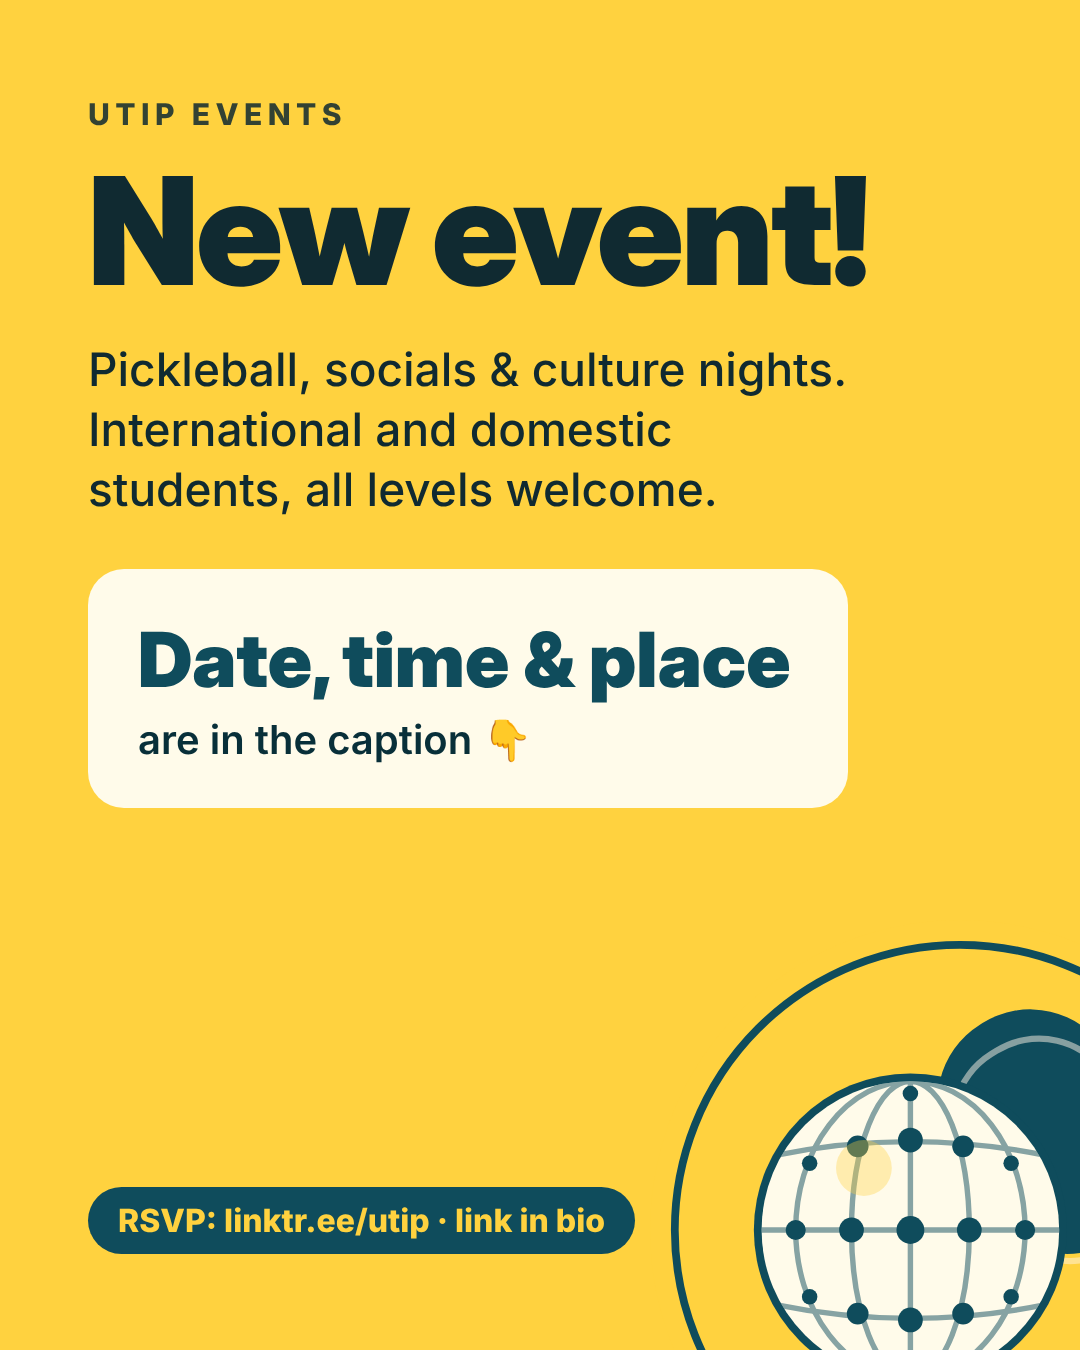 UTIP EVENTS
New event!
Pickleball, socials & culture nights.
International and domestic
students, all levels welcome.
Date, time & place
are in the caption 👇
RSVP: linktr.ee/utip · link in bio